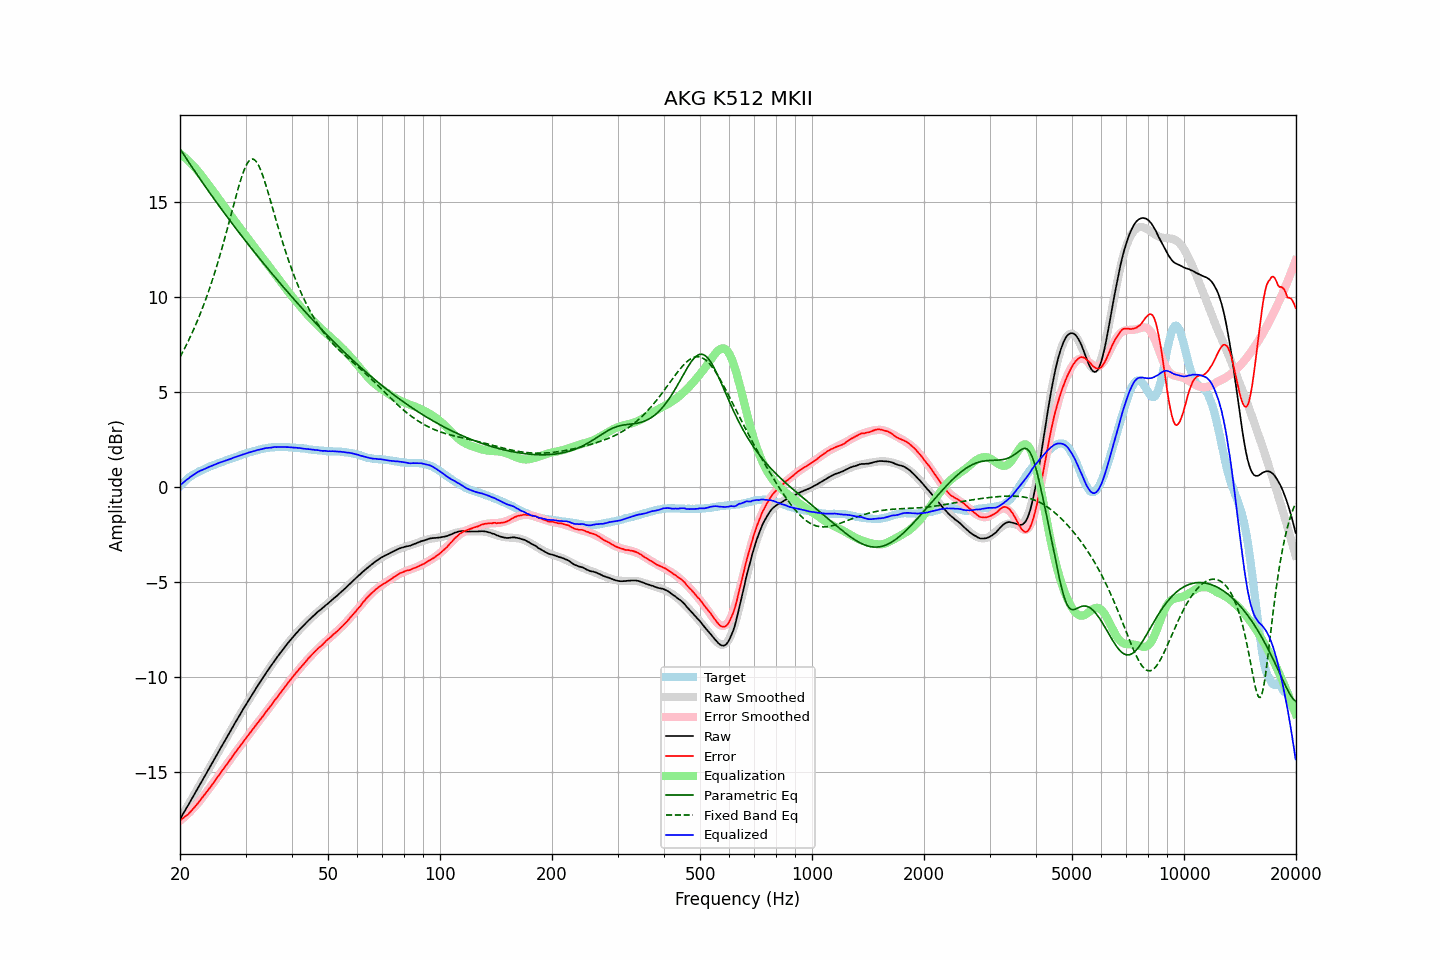 AKG K512 MKII
Amplitude (dBr)
15
10
5
0
−5
−10
−15
Target
Raw Smoothed
Error Smoothed
Raw
Error
Equalization
Parametric Eq
Fixed Band Eq
Equalized
20 50 100 200 500 1000 2000 5000 10000 20000
Frequency (Hz)